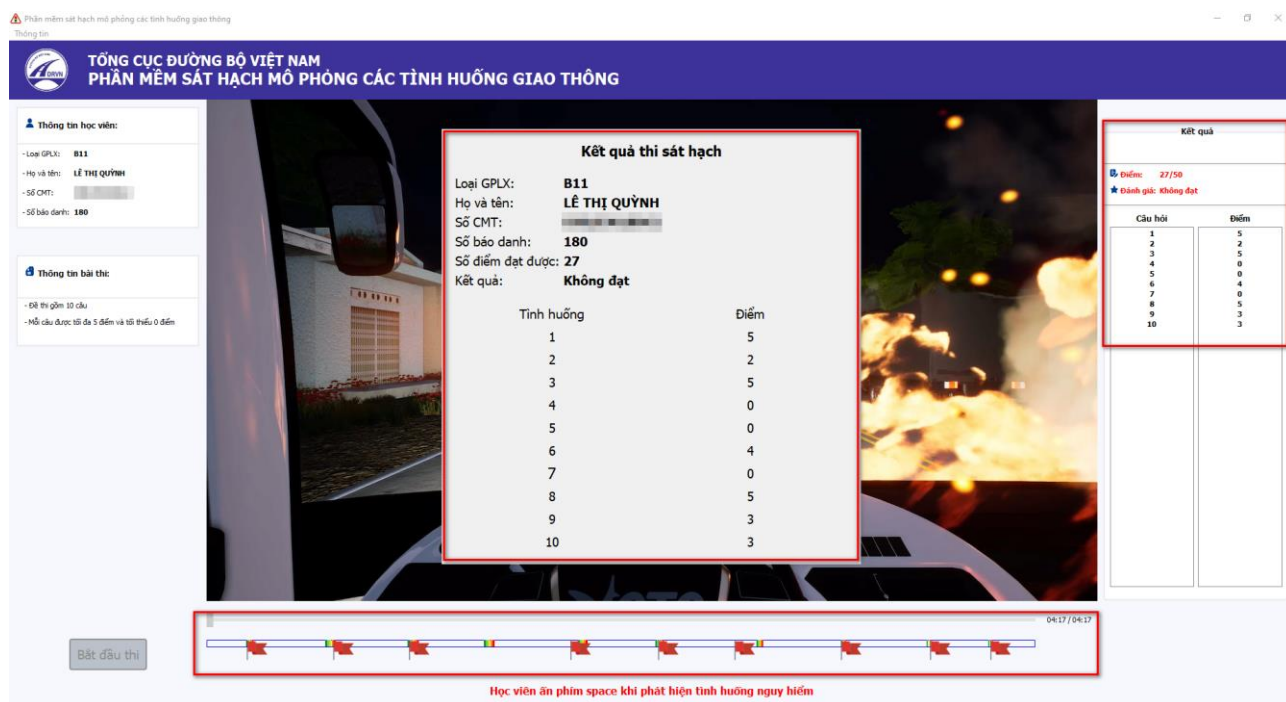 Phần mềm sát hạch mô phỏng các tình huống giao thông
Thông tin
TỔNG CỤC ĐƯỜNG BỘ VIỆT NAM
PHẦN MỀM SÁT HẠCH MÔ PHỎNG CÁC TÌNH HUỐNG GIAO THÔNG
DRVN
Thông tin học viên:
- Loại GPLX: B11
- Họ và tên: LÊ THỊ QUỲNH
- Số CMT:
- Số báo danh: 180
Thông tin bài thi:
- Đề thi gồm 10 câu
- Mỗi câu được tối đa 5 điểm và tối thiểu 0 điểm
Kết quả thi sát hạch
Loại GPLX: B11
Họ và tên: LÊ THỊ QUỲNH
Số CMT:
Số báo danh: 180
Số điểm đạt được: 27
Kết quả: Không đạt
Tình huống Điểm
1 5
2 2
3 5
4 0
5 0
6 4
7 0
8 5
9 3
10 3
Kết quả
Điểm: 27/50
Đánh giá: Không đạt
Câu hỏi Điểm
1 5
2 2
3 5
4 0
5 0
6 4
7 0
8 5
9 3
10 3
04:17 / 04:17
Bắt đầu thi
Học viên ấn phím space khi phát hiện tình huống nguy hiểm